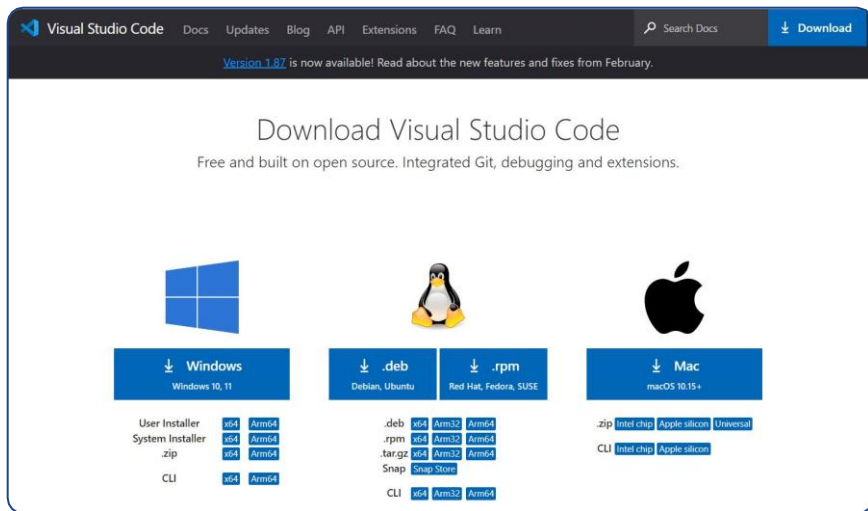 Visual Studio Code Docs Updates Blog API Extensions FAQ Learn Search Docs Download
Version 1.87 is now available! Read about the new features and fixes from February.
Download Visual Studio Code
Free and built on open source. Integrated Git, debugging and extensions.
Windows
Windows 10, 11
User Installer x64 Arm64
System Installer x64 Arm64
.zip x64 Arm64
CLI x64 Arm64
.deb
Debian, Ubuntu
.rpm
Red Hat, Fedora, SUSE
.deb x64 Arm32 Arm64
.rpm x64 Arm32 Arm64
.tar.gz x64 Arm32 Arm64
Snap Snap Store
CLI x64 Arm32 Arm64
Mac
macOS 10.15+
.zip Intel chip Apple silicon Universal
CLI Intel chip Apple silicon